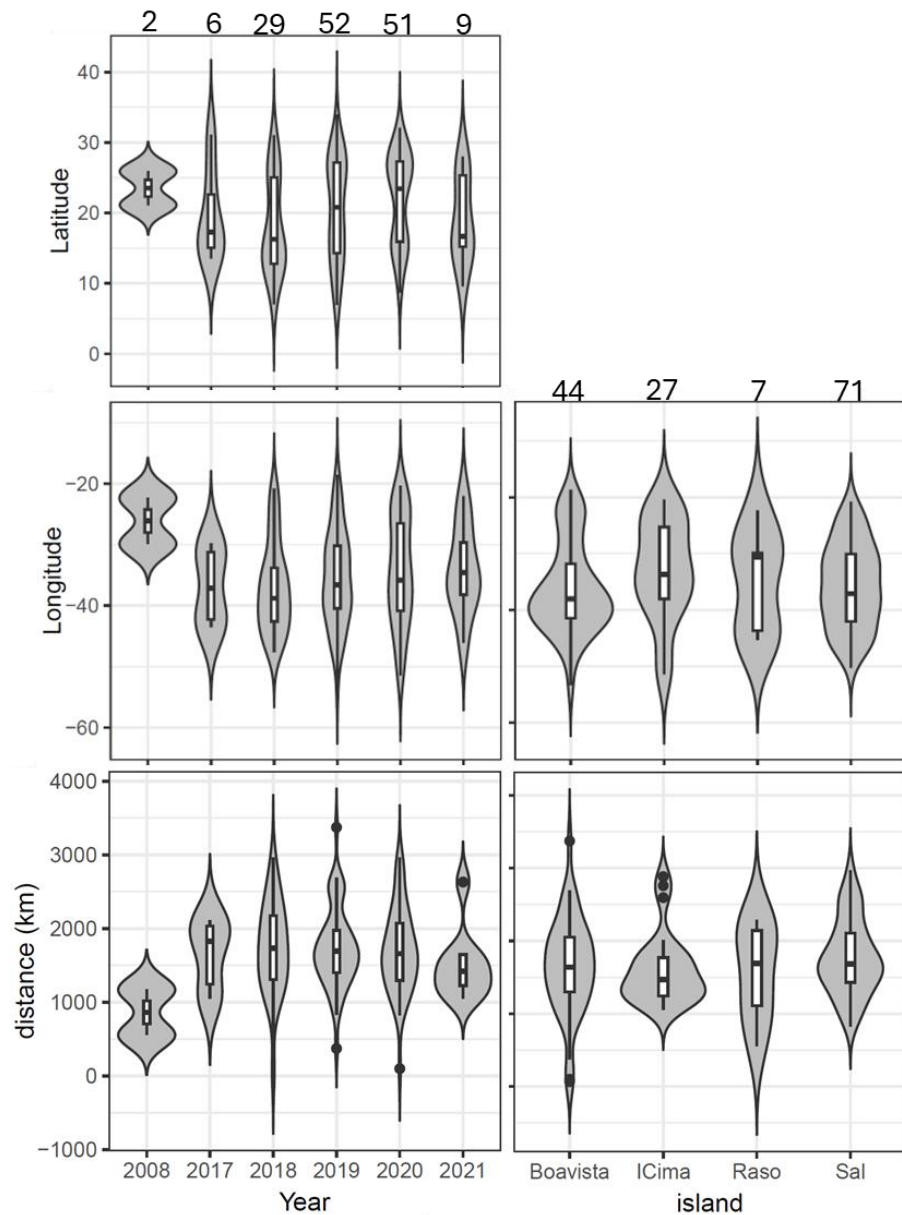 2 6 29 52 51 9
40
30
20
10
0
Latitude
44 27 7 71
−20
−40
−60
Longitude
4000
3000
2000
1000
0
−1000
distance (km)
2008 2017 2018 2019 2020 2021
Boavista ICima Raso Sal
Year
island